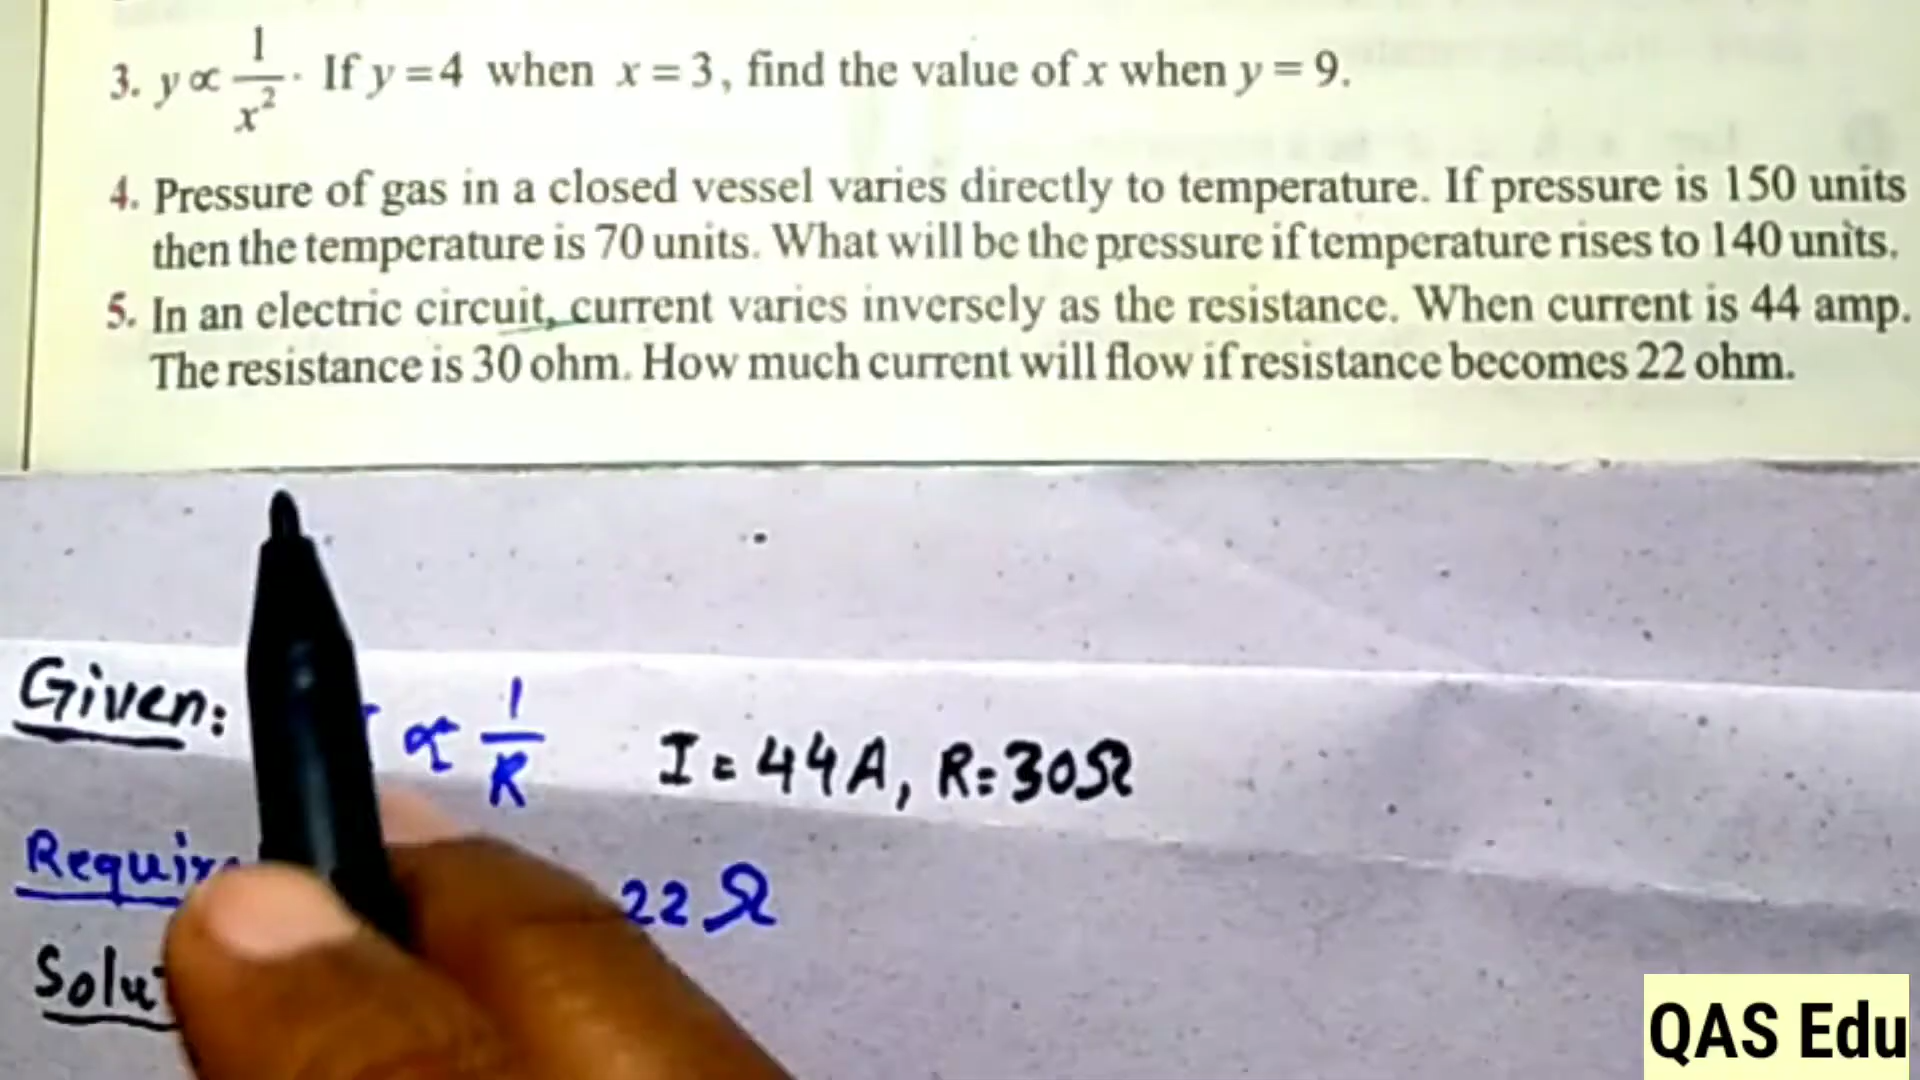 3. y ∝ 1/x². If y = 4 when x = 3, find the value of x when y = 9.
4. Pressure of gas in a closed vessel varies directly to temperature. If pressure is 150 units
then the temperature is 70 units. What will be the pressure if temperature rises to 140 units.
5. In an electric circuit, current varies inversely as the resistance. When current is 44 amp.
The resistance is 30 ohm. How much current will flow if resistance becomes 22 ohm.
Given: ∝ 1/R I = 44A, R = 30Ω
22 Ω
QAS Edu